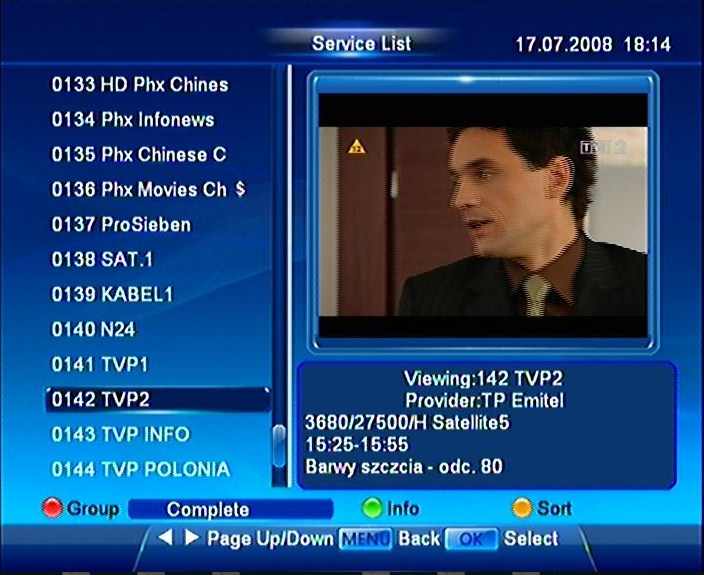 Service List
17.07.2008 18:14
0133 HD Phx Chines
0134 Phx Infonews
0135 Phx Chinese C
0136 Phx Movies Ch $
0137 ProSieben
0138 SAT.1
0139 KABEL1
0140 N24
0141 TVP1
0142 TVP2
0143 TVP INFO
0144 TVP POLONIA
12
Viewing:142 TVP2
Provider:TP Emitel
3680/27500/H Satellite5
15:25-15:55
Barwy szczcia - odc. 80
Group
Complete
Info
Sort
Page Up/Down MENU Back OK Select